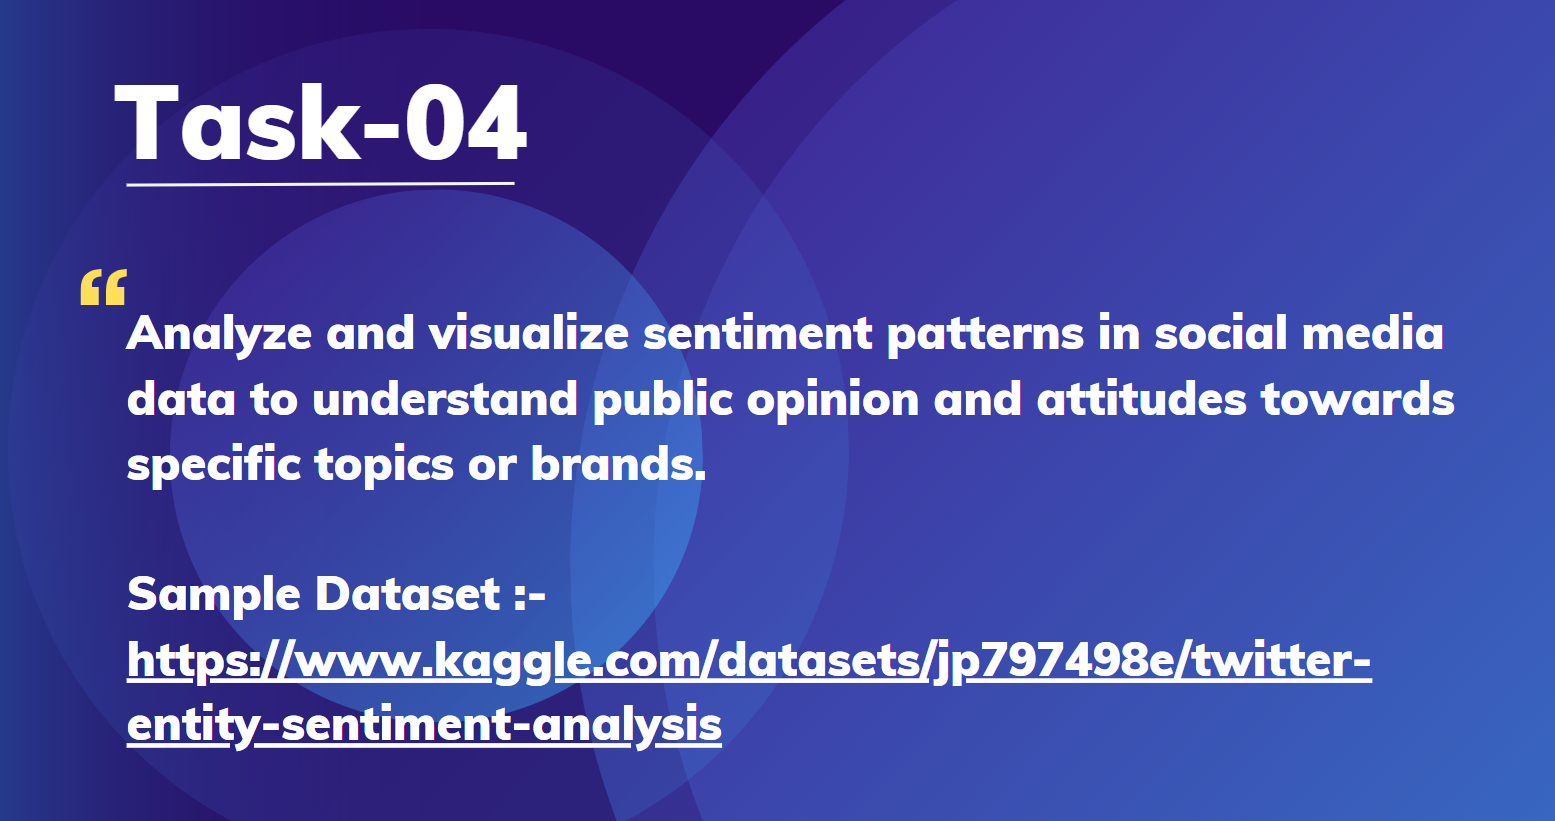 Task-04
“
Analyze and visualize sentiment patterns in social media
data to understand public opinion and attitudes towards
specific topics or brands.
Sample Dataset :-
https://www.kaggle.com/datasets/jp797498e/twitter-
entity-sentiment-analysis